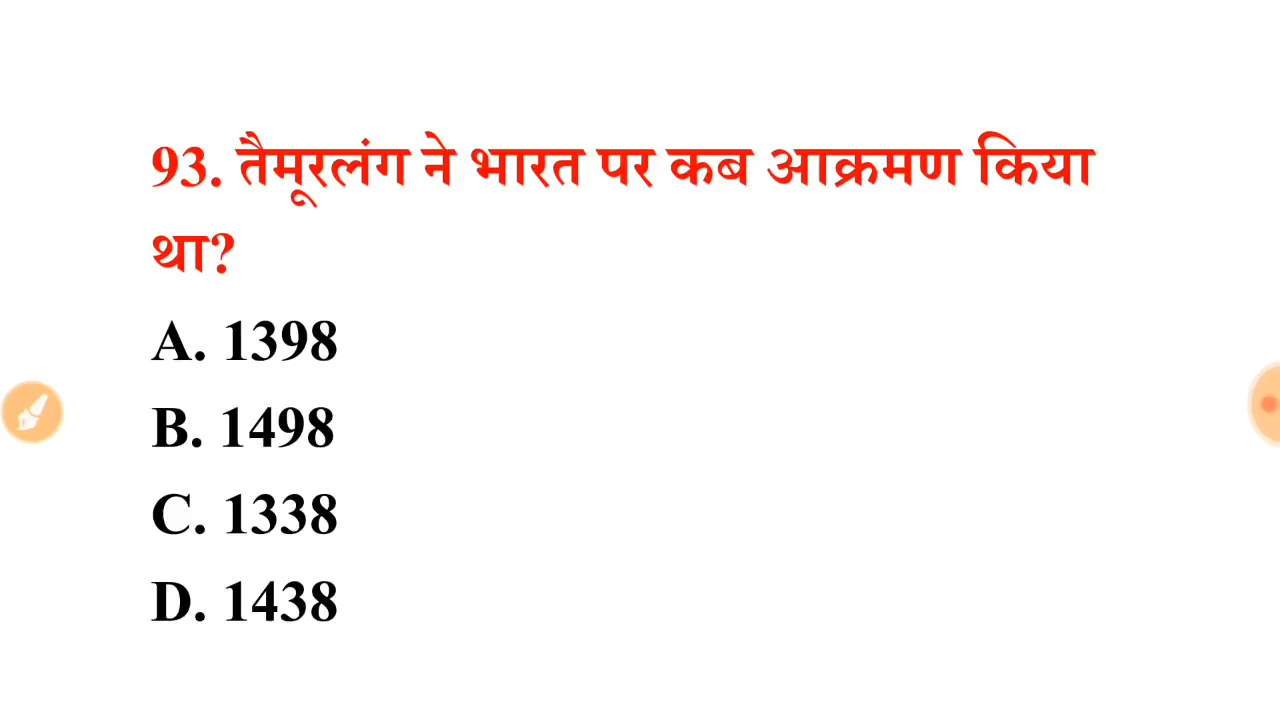 93. तैमूरलंग ने भारत पर कब आक्रमण किया
था?
A. 1398
B. 1498
C. 1338
D. 1438